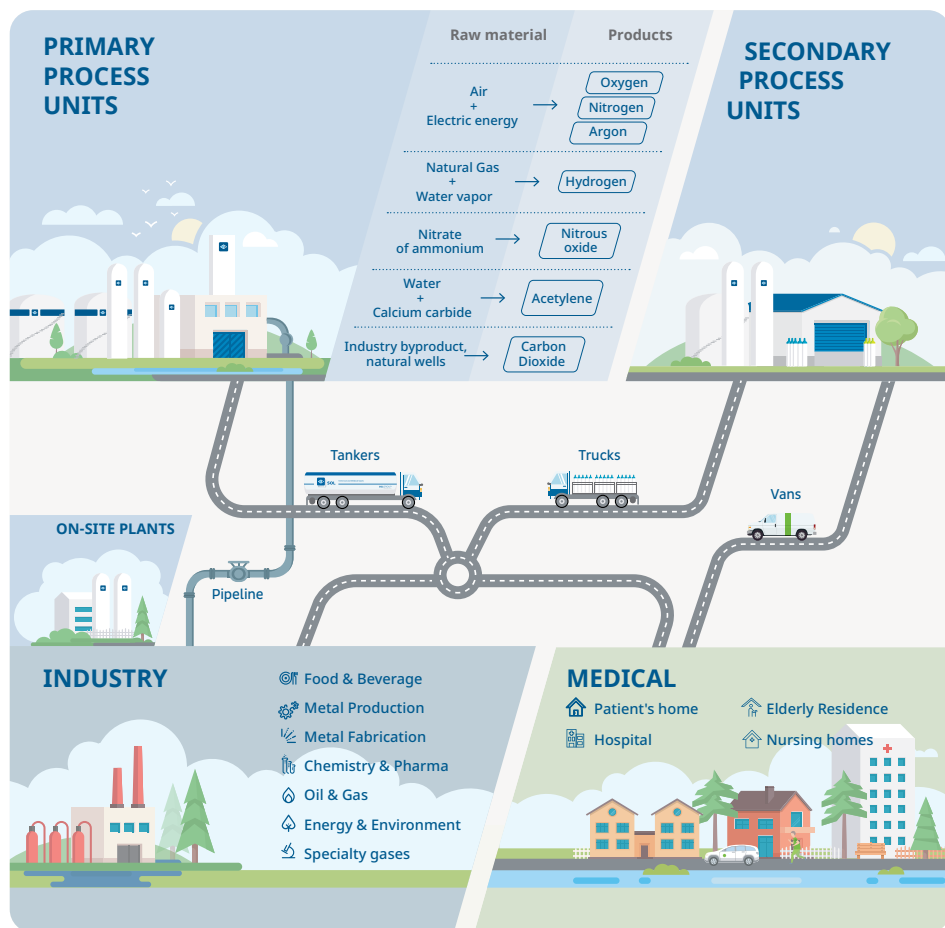 PRIMARY
PROCESS
UNITS
Raw material
Products
Air
+
Electric energy
Oxygen
Nitrogen
Argon
Natural Gas
+
Water vapor
Hydrogen
Nitrate
of ammonium
Nitrous
oxide
Water
+
Calcium carbide
Acetylene
Industry byproduct,
natural wells
Carbon
Dioxide
SECONDARY
PROCESS
UNITS
Tankers
SOL
Trucks
Vans
ON-SITE PLANTS
Pipeline
INDUSTRY
Food & Beverage
Metal Production
Metal Fabrication
Chemistry & Pharma
Oil & Gas
Energy & Environment
Specialty gases
MEDICAL
Patient's home
Elderly Residence
Hospital
Nursing homes